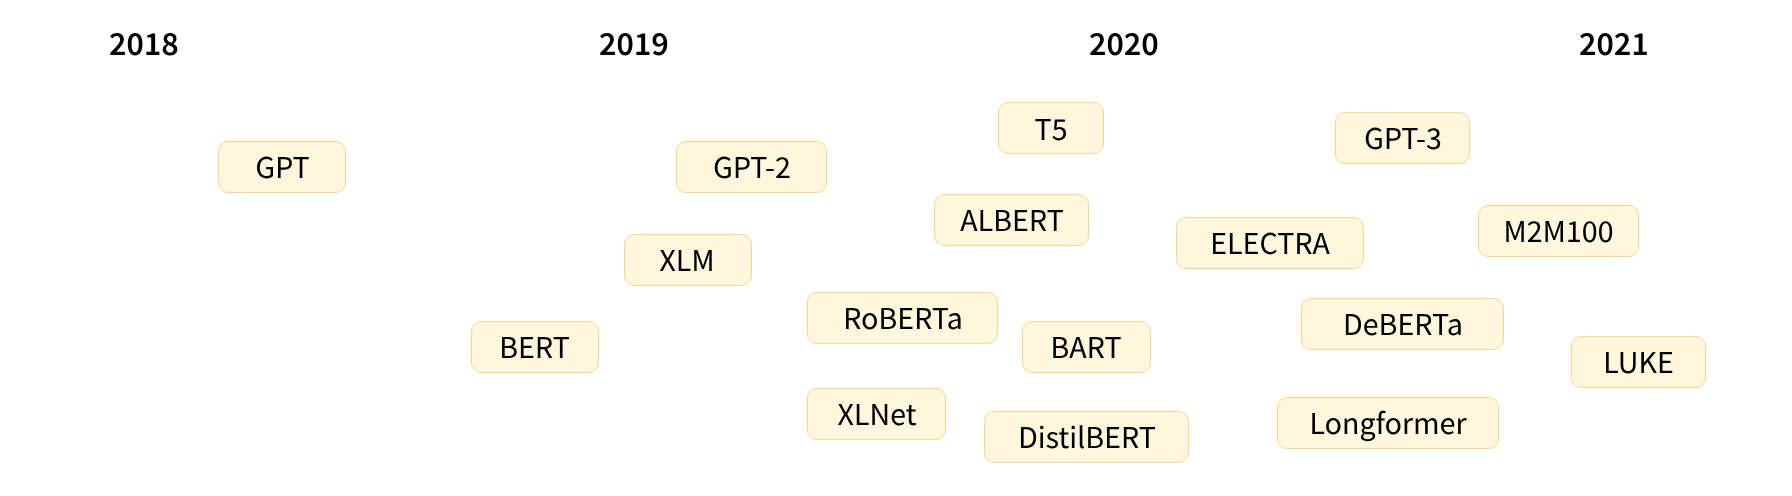 2018
2019
2020
2021
T5
GPT-3
GPT
GPT-2
ALBERT
M2M100
ELECTRA
XLM
RoBERTa
DeBERTa
BERT
BART
LUKE
XLNet
Longformer
DistilBERT